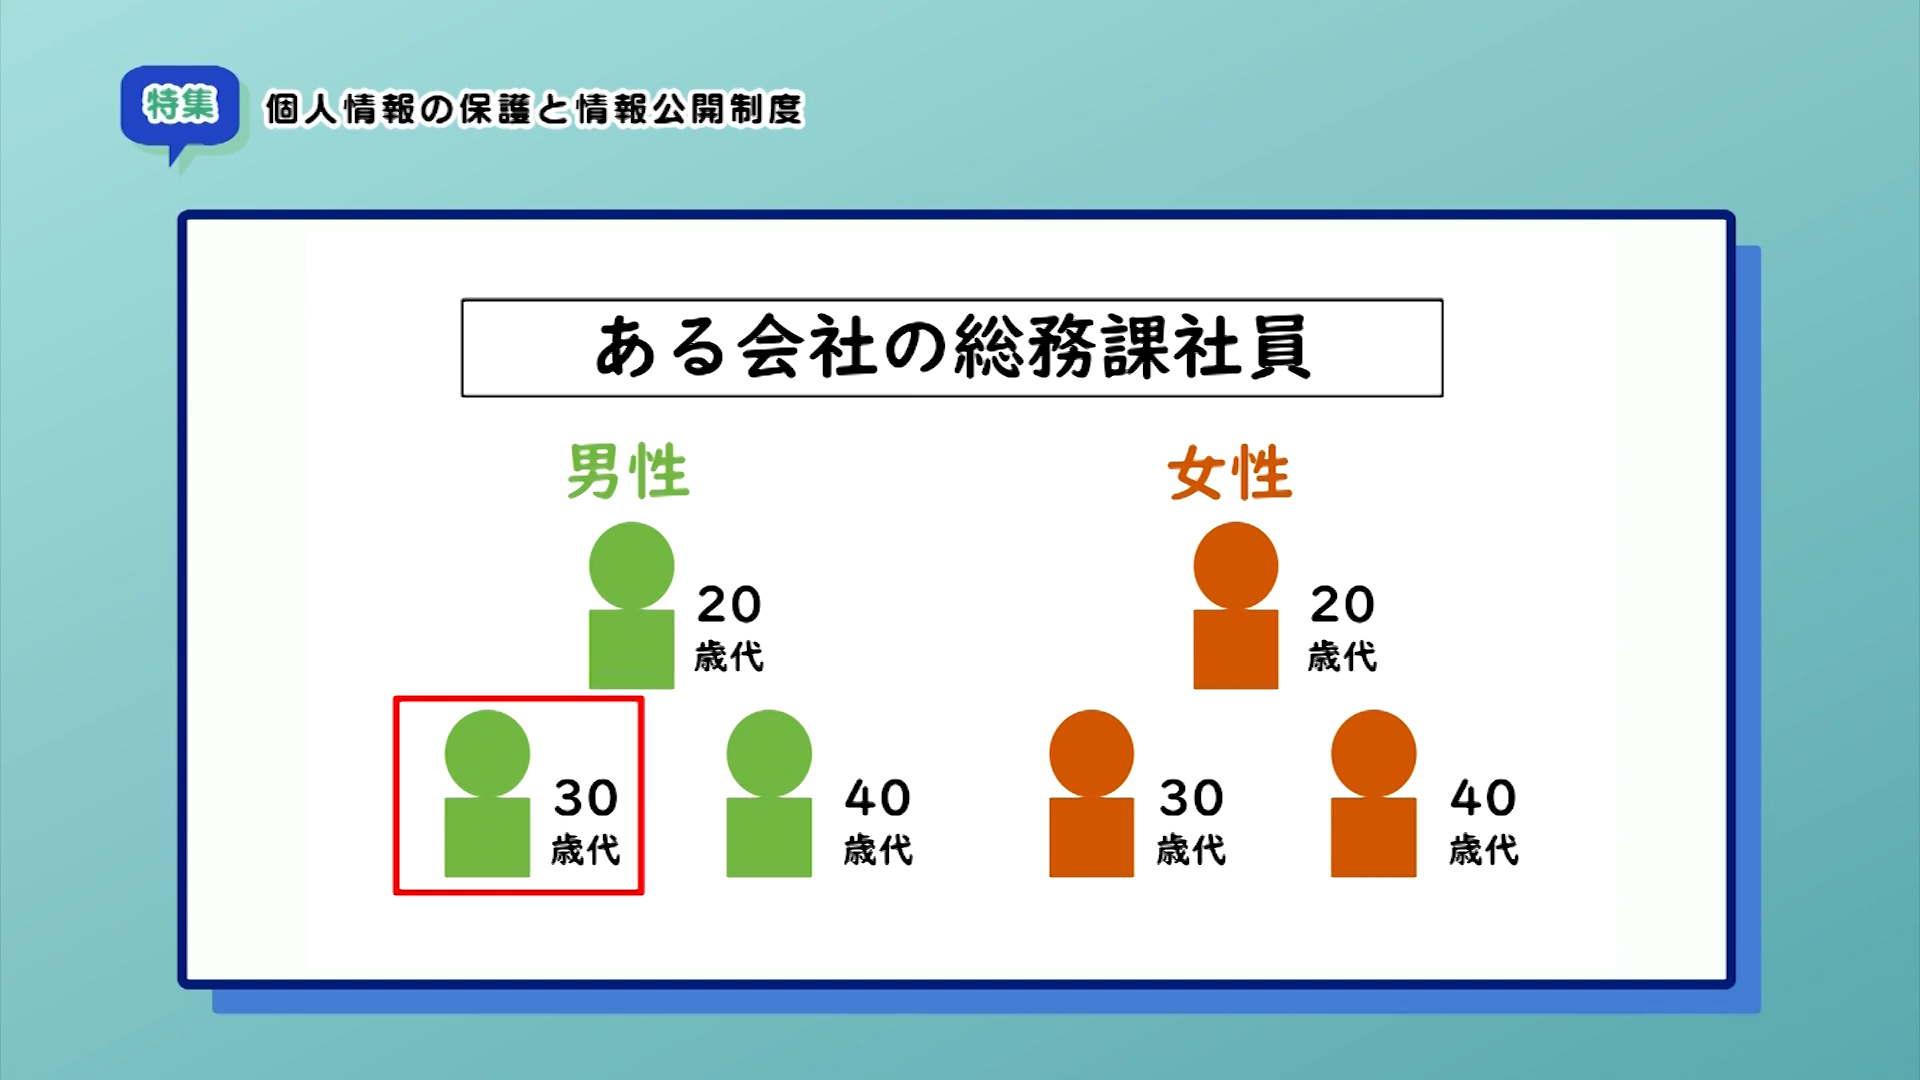 特集
個人情報の保護と情報公開制度
ある会社の総務課社員
男性
女性
20
歳代
20
歳代
30
歳代
40
歳代
30
歳代
40
歳代